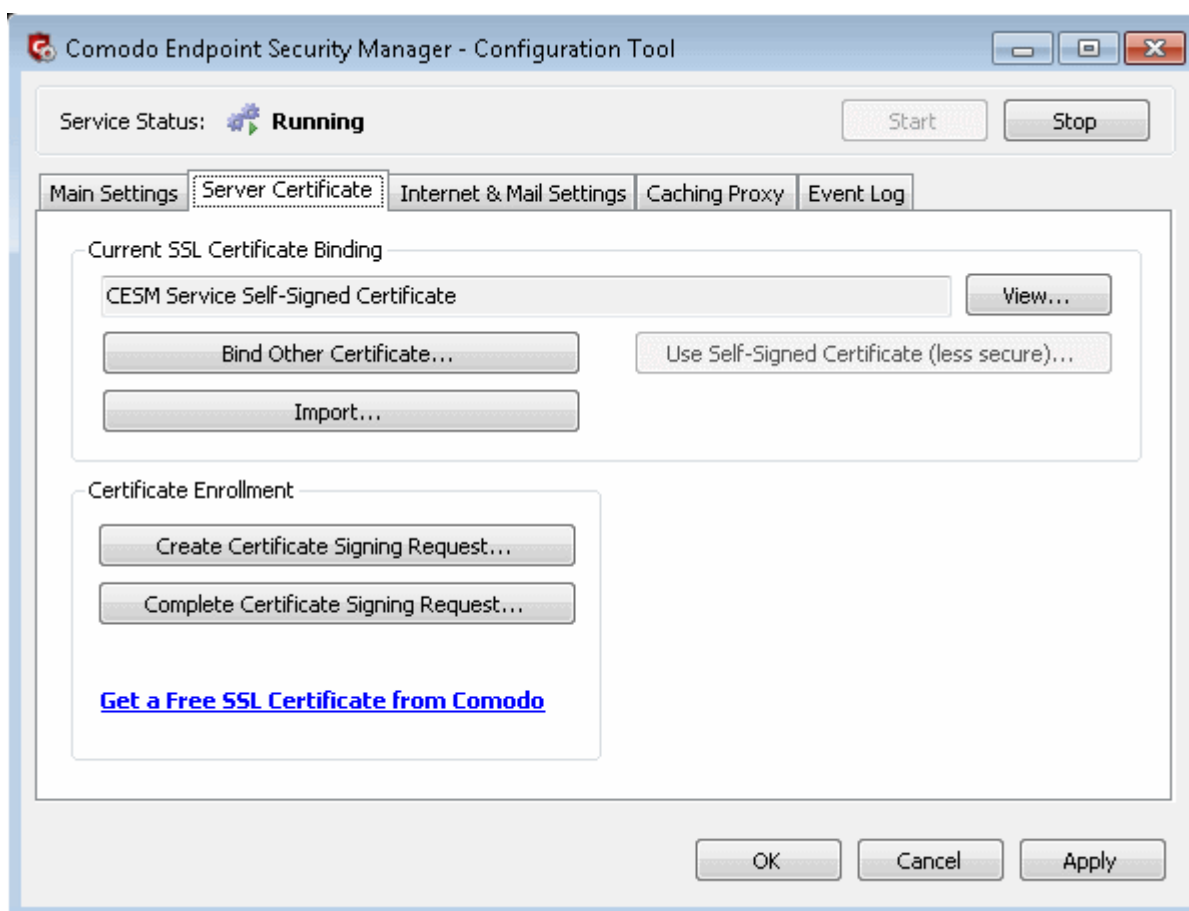 Comodo Endpoint Security Manager - Configuration Tool
Service Status: Running Start Stop
Main Settings Server Certificate Internet & Mail Settings Caching Proxy Event Log
Current SSL Certificate Binding
CESM Service Self-Signed Certificate View...
Bind Other Certificate... Use Self-Signed Certificate (less secure)...
Import...
Certificate Enrollment
Create Certificate Signing Request...
Complete Certificate Signing Request...
Get a Free SSL Certificate from Comodo
OK Cancel Apply